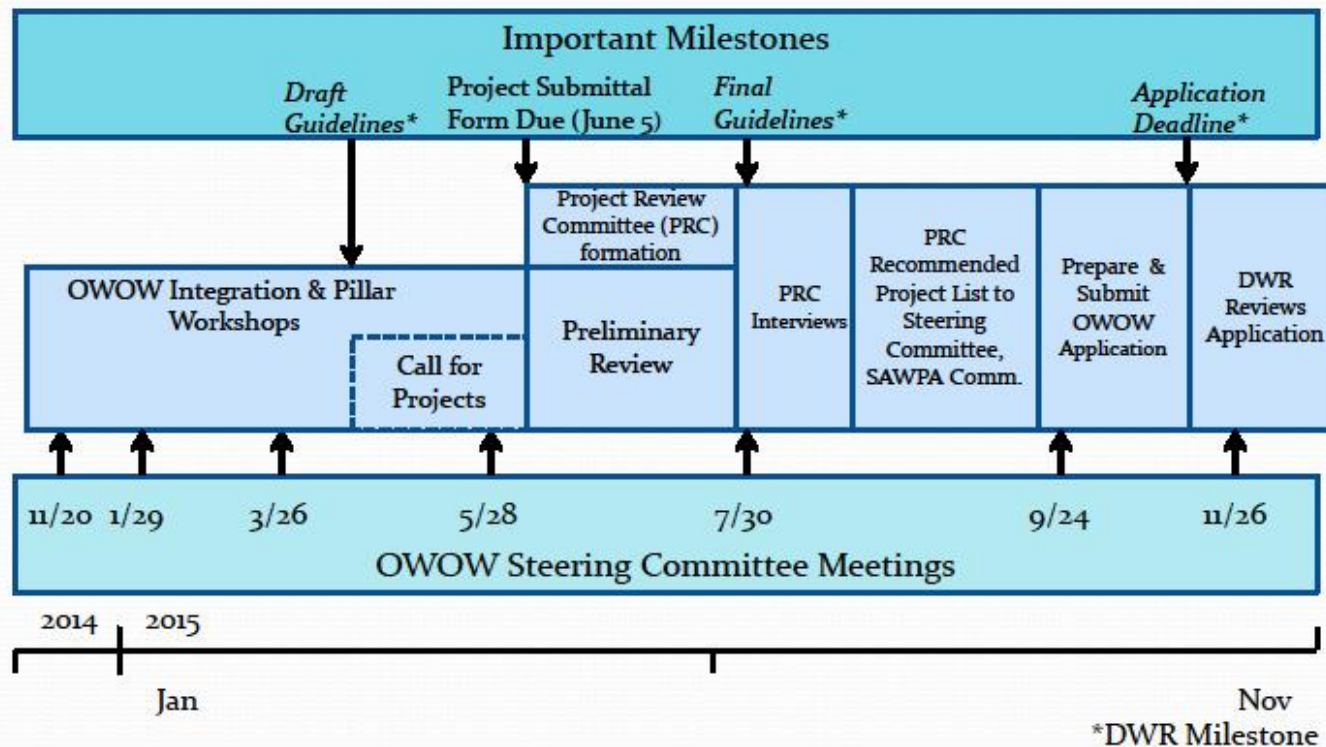 Important Milestones
Draft
Guidelines*
Project Submittal
Form Due (June 5)
Final
Guidelines*
Application
Deadline*
Project Review
Committee (PRC)
formation
OWOW Integration & Pillar
Workshops
Call for
Projects
Preliminary
Review
PRC
Interviews
PRC
Recommended
Project List to
Steering
Committee,
SAWPA Comm.
Prepare &
Submit
OWOW
Application
DWR
Reviews
Application
11/20 1/29 3/26 5/28 7/30 9/24 11/26
OWOW Steering Committee Meetings
2014 2015
Jan Nov
*DWR Milestone